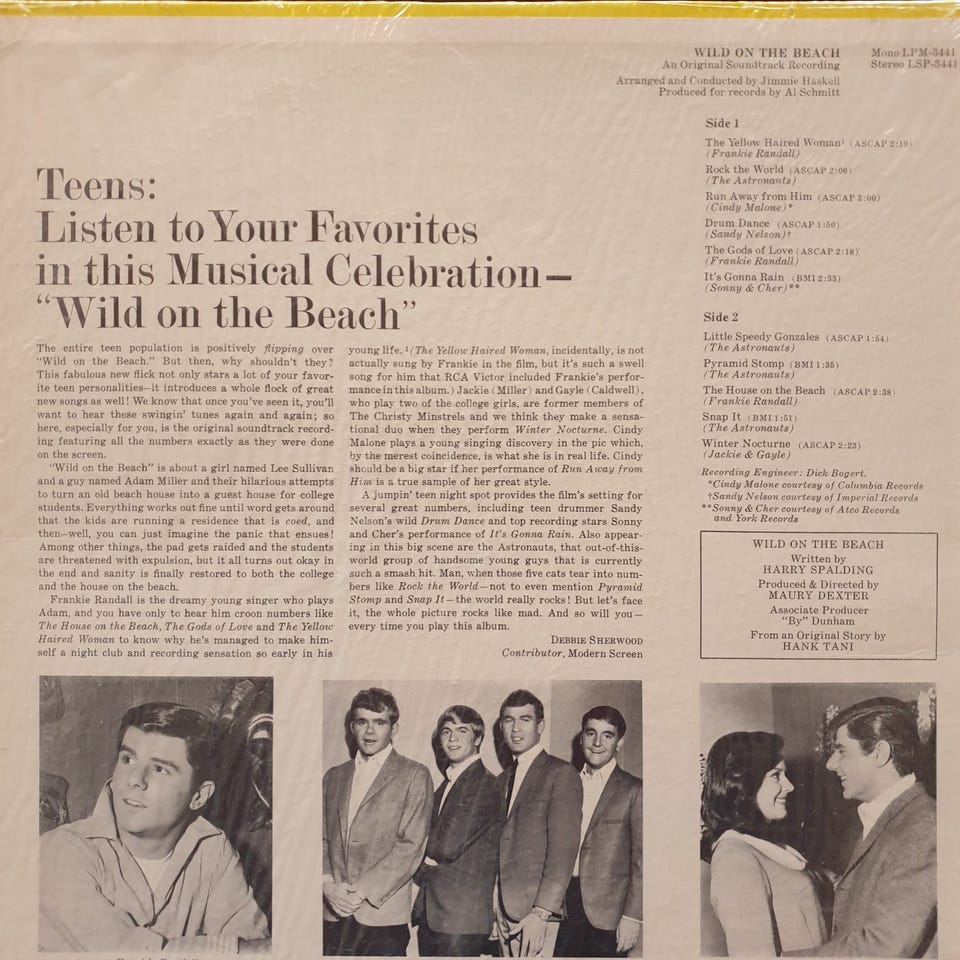 WILD ON THE BEACH
An Original Soundtrack Recording
Arranged and Conducted by Jimmie Haskell
Produced for records by Al Schmitt
Mono LPM-3441
Stereo LSP-3441
Teens:
Listen to Your Favorites
in this Musical Celebration—
“Wild on the Beach”
The entire teen population is positively flipping over
“Wild on the Beach.” But then, why shouldn't they?
This fabulous new flick not only stars a lot of your favor-
ite teen personalities—it introduces a whole flock of great
new songs as well! We know that once you've seen it, you'll
want to hear these swingin' tunes again and again; so
here, especially for you, is the original soundtrack record-
ing featuring all the numbers exactly as they were done
on the screen.
“Wild on the Beach” is about a girl named Lee Sullivan
and a guy named Adam Miller and their hilarious attempts
to turn an old beach house into a guest house for college
students. Everything works out fine until word gets around
that the kids are running a residence that is coed, and
then—well, you can just imagine the panic that ensues!
Among other things, the pad gets raided and the students
are threatened with expulsion, but it all turns out okay in
the end and sanity is finally restored to both the college
and the house on the beach.
Frankie Randall is the dreamy young singer who plays
Adam, and you have only to hear him croon numbers like
The House on the Beach, The Gods of Love and The Yellow
Haired Woman to know why he's managed to make him-
self a night club and recording sensation so early in his
young life. ¹(The Yellow Haired Woman, incidentally, is not
actually sung by Frankie in the film, but it's such a swell
song for him that RCA Victor included Frankie's perfor-
mance in this album.) Jackie (Miller) and Gayle (Caldwell),
who play two of the college girls, are former members of
The Christy Minstrels and we think they make a sensa-
tional duo when they perform Winter Nocturne. Cindy
Malone plays a young singing discovery in the pic which,
by the merest coincidence, is what she is in real life. Cindy
should be a big star if her performance of Run Away from
Him is a true sample of her great style.
A jumpin' teen night spot provides the film's setting for
several great numbers, including teen drummer Sandy
Nelson's wild Drum Dance and top recording stars Sonny
and Cher's performance of It's Gonna Rain. Also appear-
ing in this big scene are the Astronauts, that out-of-this-
world group of handsome young guys that is currently
such a smash hit. Man, when those five cats tear into num-
bers like Rock the World—not to even mention Pyramid
Stomp and Snap It—the world really rocks! But let's face
it, the whole picture rocks like mad. And so will you—
every time you play this album.
DEBBIE SHERWOOD
Contributor, Modern Screen
Side 1
The Yellow Haired Woman¹ (ASCAP 2:19)
(Frankie Randall)
Rock the World (ASCAP 2:06)
(The Astronauts)
Run Away from Him (ASCAP 2:00)
(Cindy Malone)*
Drum Dance (ASCAP 1:50)
(Sandy Nelson)†
The Gods of Love (ASCAP 2:18)
(Frankie Randall)
It's Gonna Rain (BMI 2:33)
(Sonny & Cher)**
Side 2
Little Speedy Gonzales (ASCAP 1:54)
(The Astronauts)
Pyramid Stomp (BMI 1:35)
(The Astronauts)
The House on the Beach (ASCAP 2:38)
(Frankie Randall)
Snap It (BMI 1:51)
(The Astronauts)
Winter Nocturne (ASCAP 2:23)
(Jackie & Gayle)
Recording Engineer: Dick Bogert.
*Cindy Malone courtesy of Columbia Records
†Sandy Nelson courtesy of Imperial Records
**Sonny & Cher courtesy of Atco Records
and York Records
WILD ON THE BEACH
Written by
HARRY SPALDING
Produced & Directed by
MAURY DEXTER
Associate Producer
“By” Dunham
From an Original Story by
HANK TANI